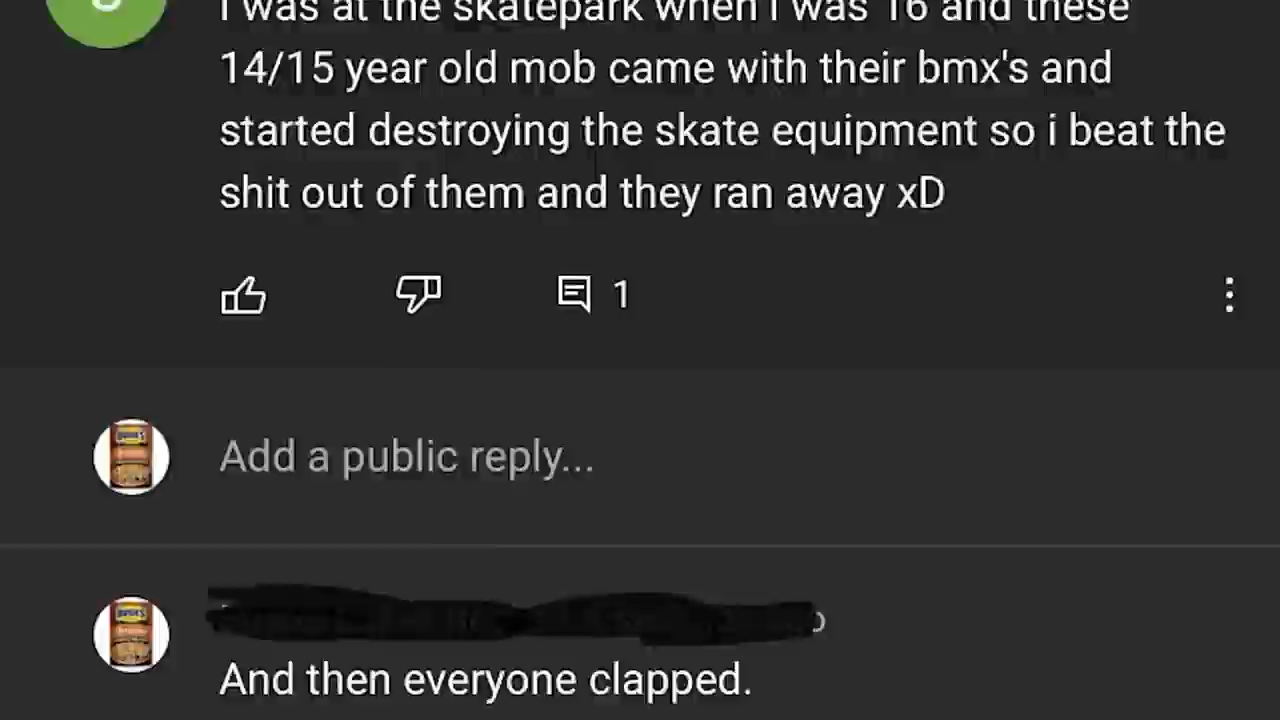 I was at the skatepark when I was 16 and these
14/15 year old mob came with their bmx's and
started destroying the skate equipment so i beat the
shit out of them and they ran away xD
1
Add a public reply...
BUSH'S
And then everyone clapped.